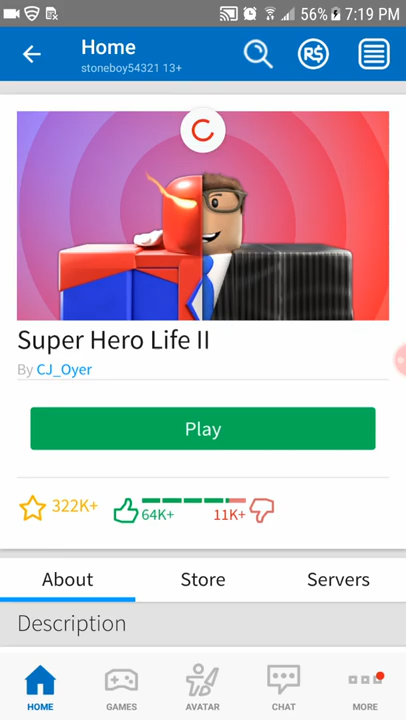 56% 7:19 PM
Home
stoneboy54321 13+
R$
Super Hero Life II
By CJ_Oyer
Play
322K+ 64K+ 11K+
About Store Servers
Description
HOME GAMES AVATAR CHAT MORE